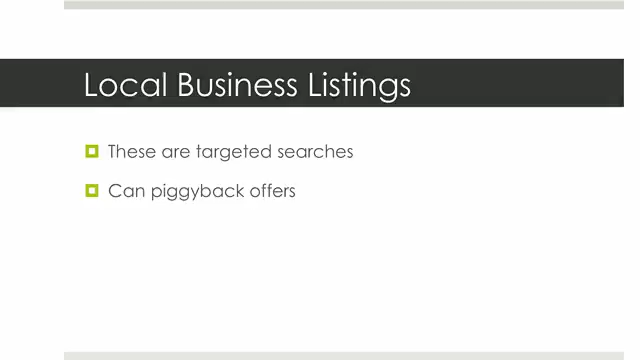 Local Business Listings
These are targeted searches
Can piggyback offers